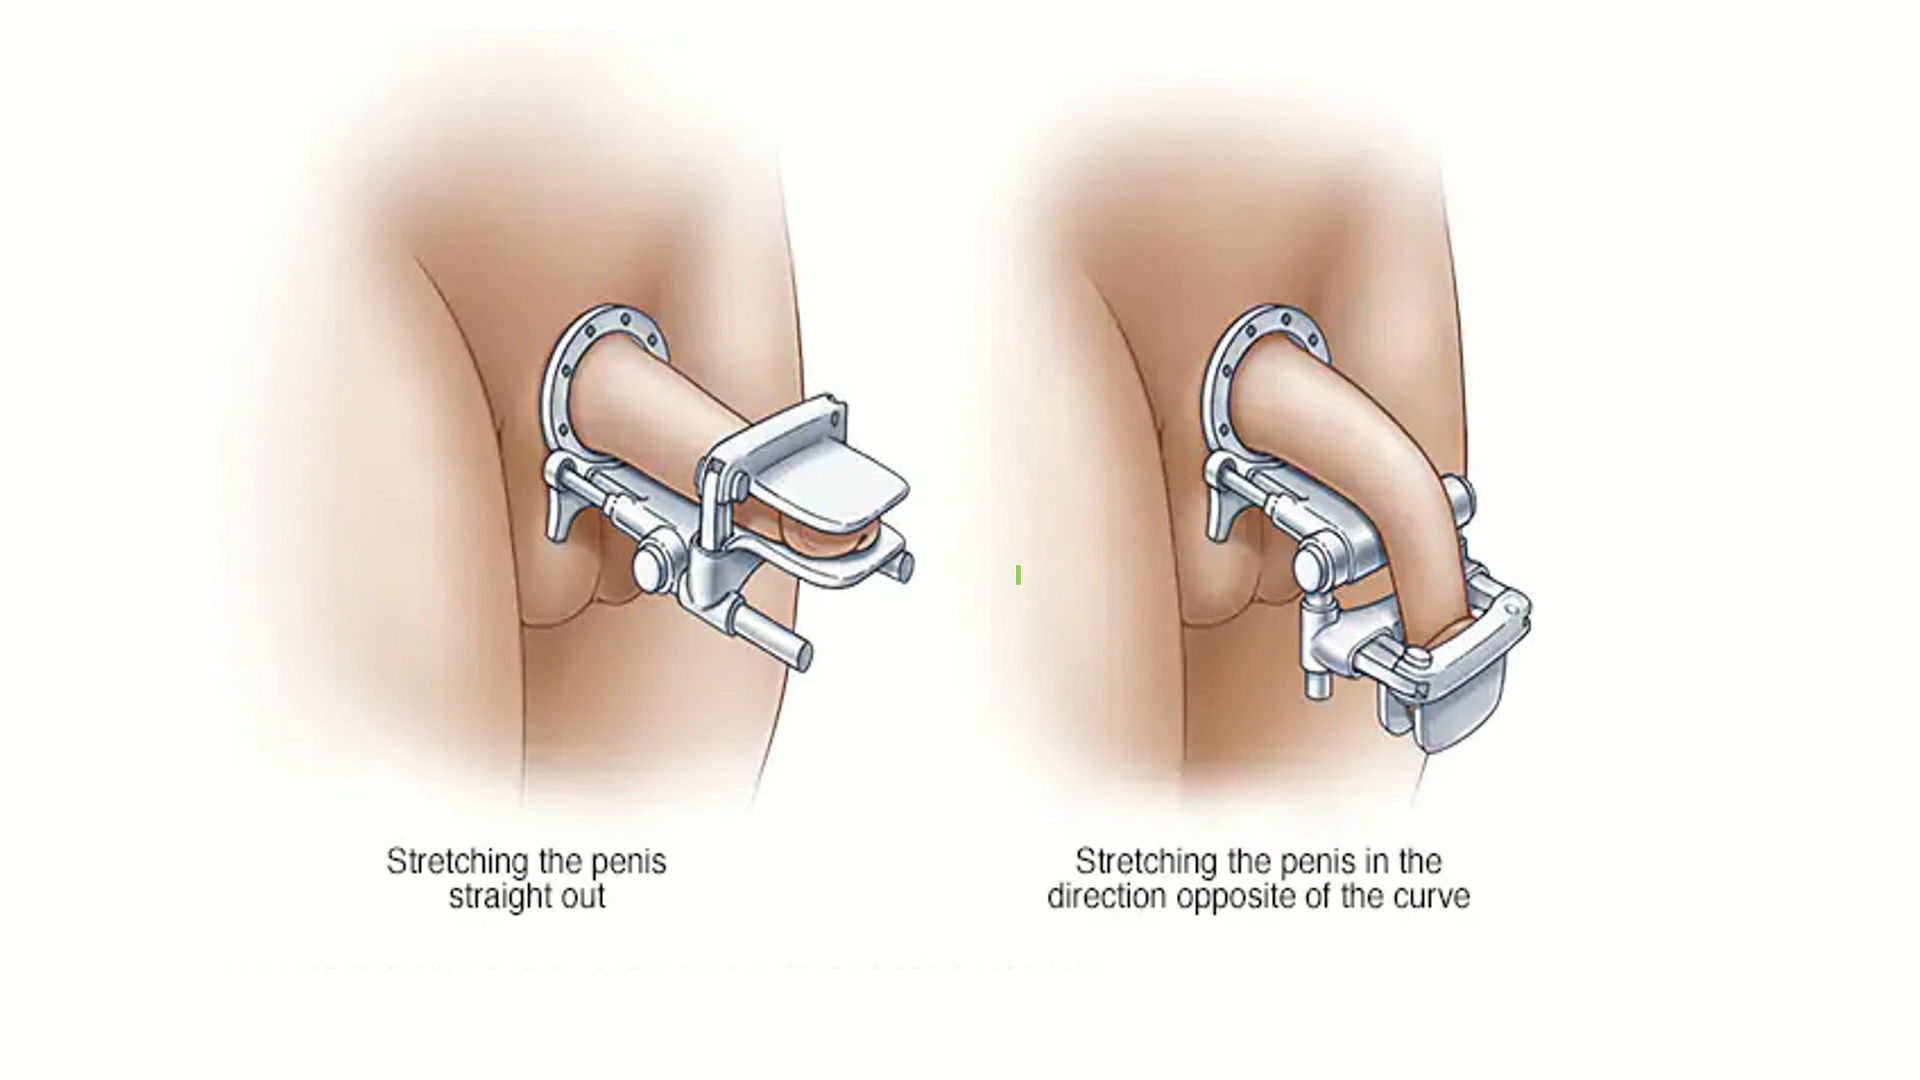 Stretching the penis
straight out
Stretching the penis in the
direction opposite of the curve